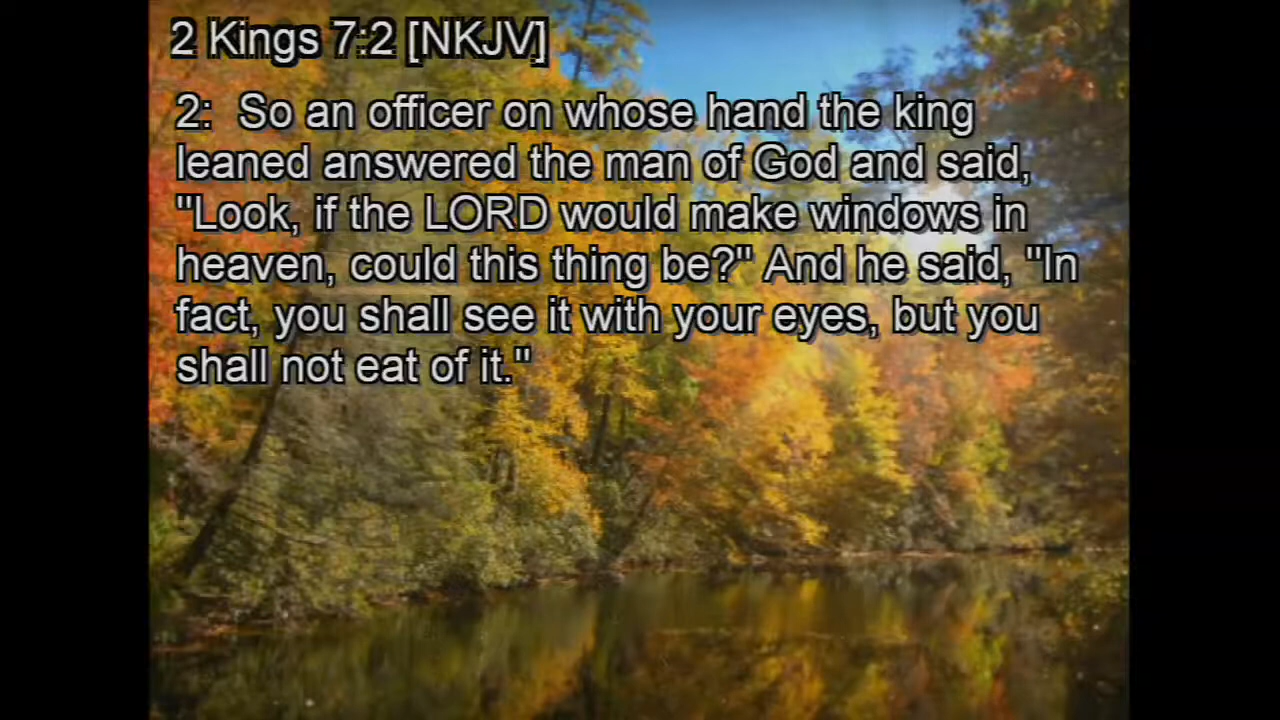 2 Kings 7:2 [NKJV]
2:  So an officer on whose hand the king
leaned answered the man of God and said,
"Look, if the LORD would make windows in
heaven, could this thing be?" And he said, "In
fact, you shall see it with your eyes, but you
shall not eat of it."